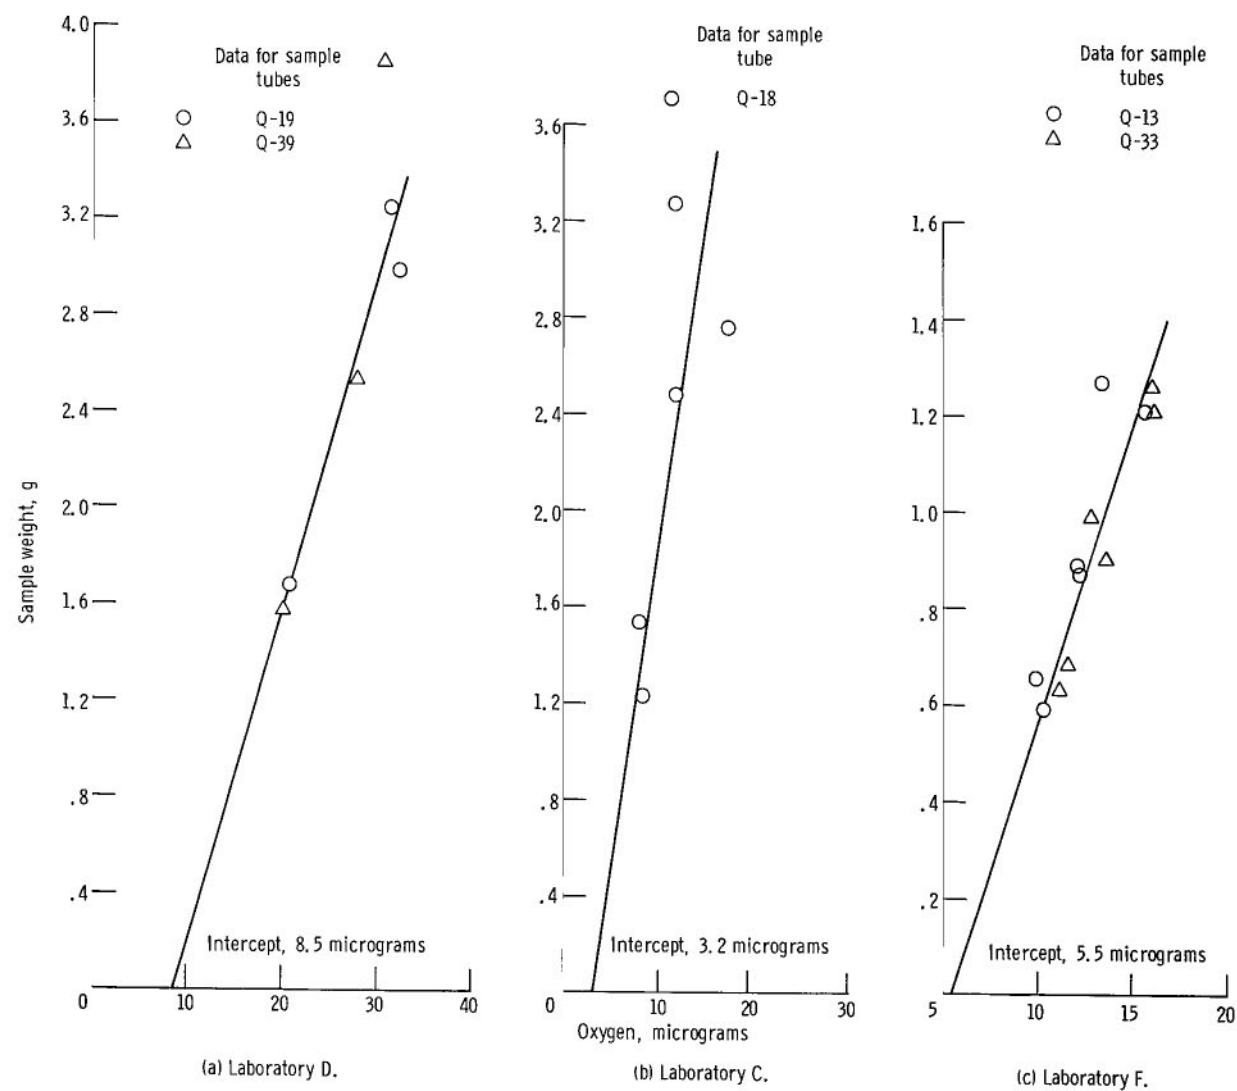 Data for sample
tubes
Q-19
Q-39
4.0
3.6
3.2
2.8
2.4
2.0
1.6
1.2
.8
.4
0
10
20
30
40
Sample weight, g
Intercept, 8.5 micrograms
(a) Laboratory D.
Data for sample
tube
Q-18
3.6
3.2
2.8
2.4
2.0
1.6
1.2
.8
.4
0
10
20
30
Intercept, 3.2 micrograms
Oxygen, micrograms
(b) Laboratory C.
Data for sample
tubes
Q-13
Q-33
1.6
1.4
1.2
1.0
.8
.6
.4
.2
5
10
15
20
Intercept, 5.5 micrograms
(c) Laboratory F.